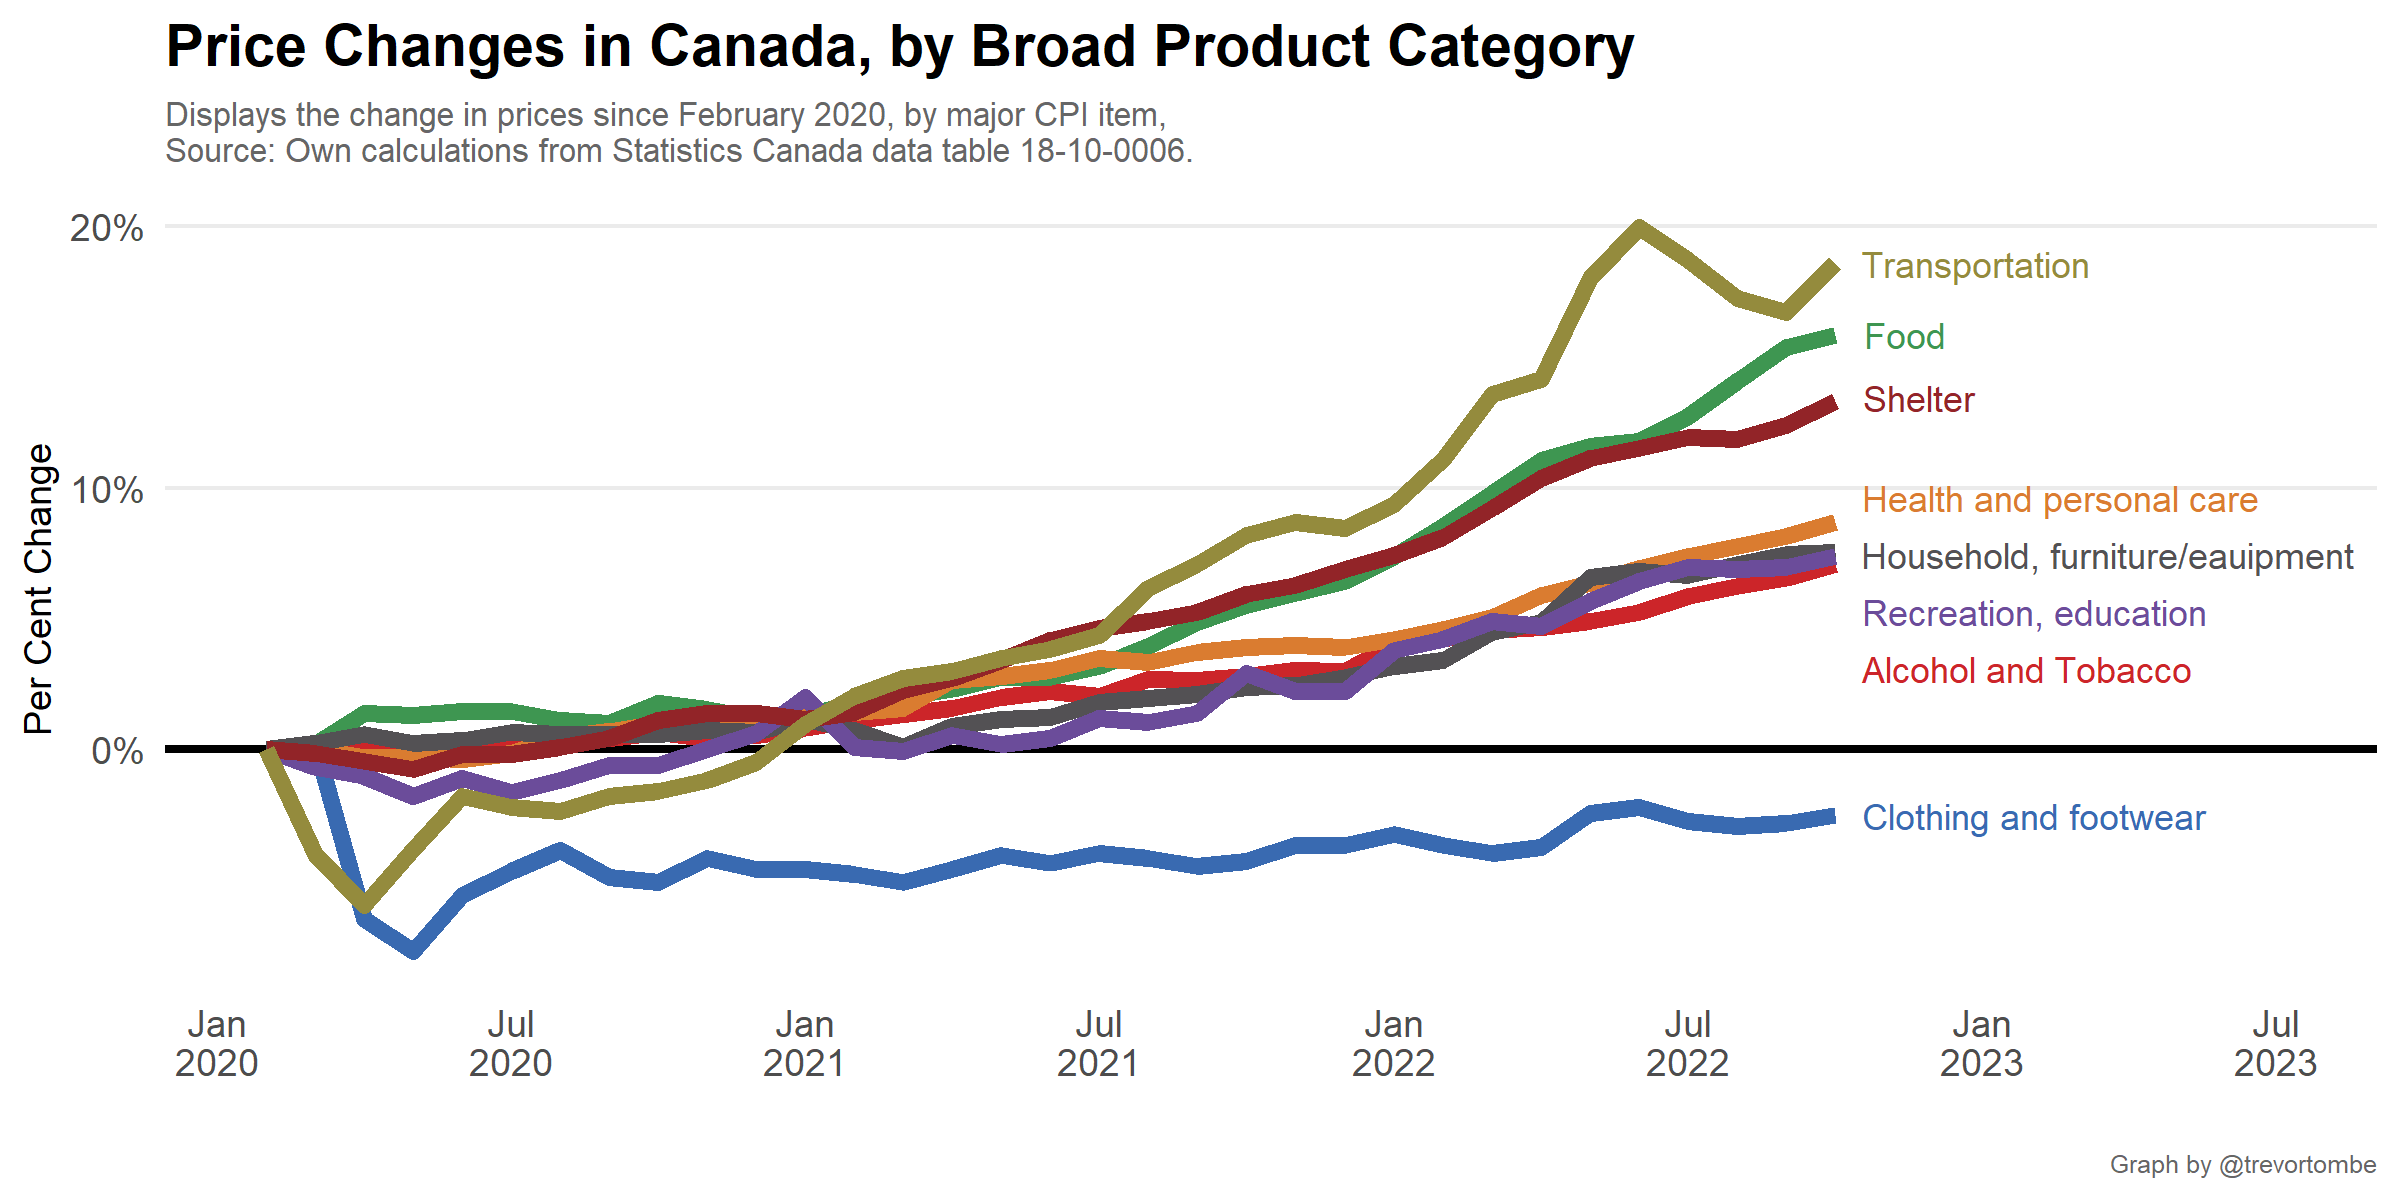 Price Changes in Canada, by Broad Product Category
Displays the change in prices since February 2020, by major CPI item,
Source: Own calculations from Statistics Canada data table 18-10-0006.
Per Cent Change
20%
10%
0%
Transportation
Food
Shelter
Health and personal care
Household, furniture/eauipment
Recreation, education
Alcohol and Tobacco
Clothing and footwear
Jan
2020
Jul
2020
Jan
2021
Jul
2021
Jan
2022
Jul
2022
Jan
2023
Jul
2023
Graph by @trevortombe